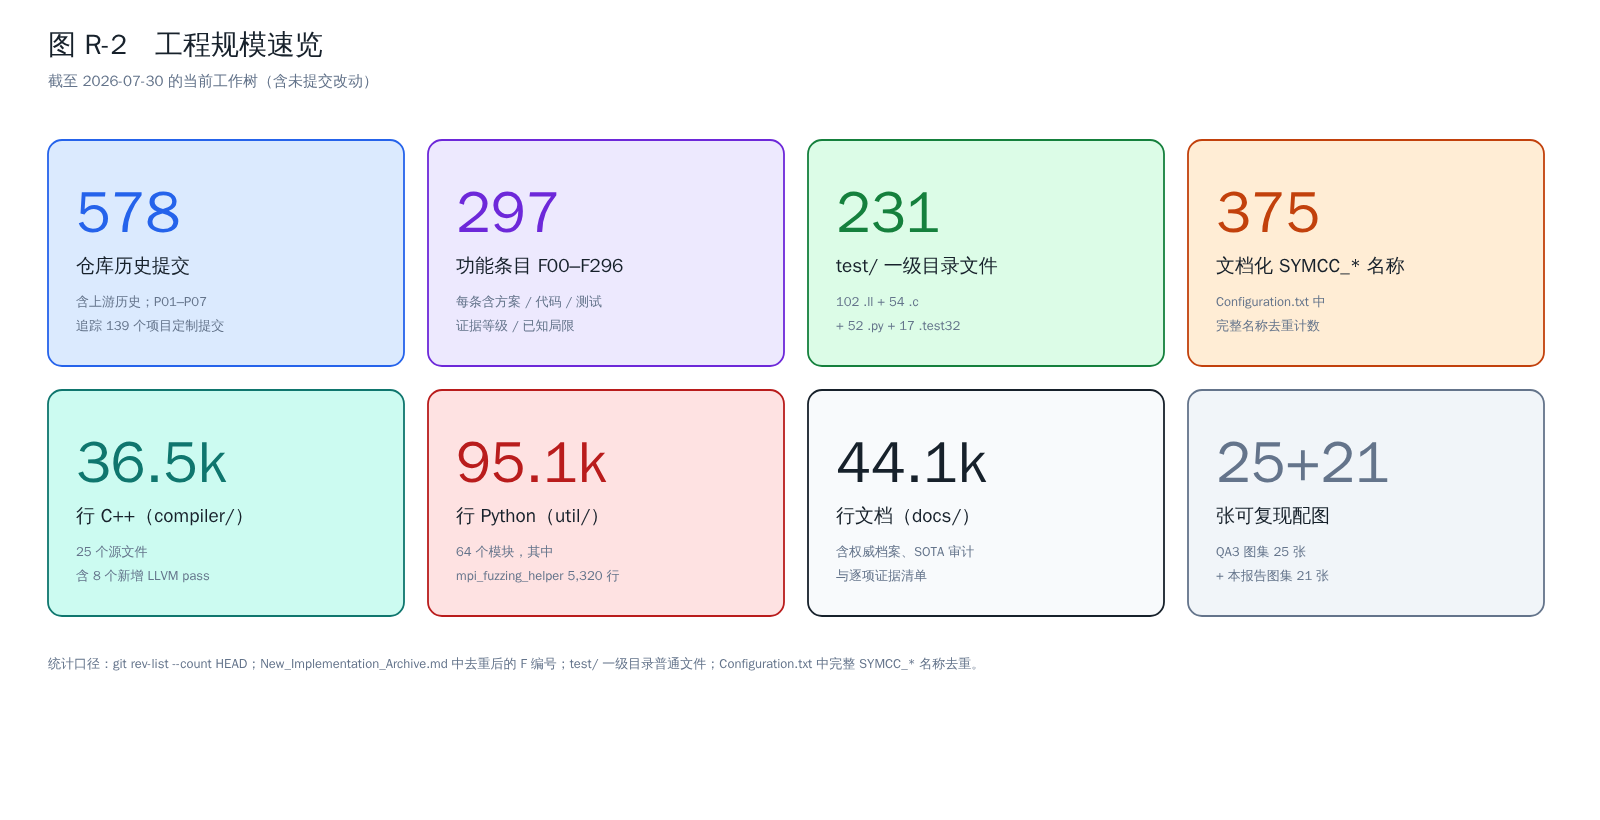 图 R-2　工程规模速览
截至 2026-07-30 的当前工作树（含未提交改动）
578
仓库历史提交
含上游历史；P01—P07
追踪 139 个项目定制提交
297
功能条目 F00—F296
每条含方案 / 代码 / 测试
证据等级 / 已知局限
231
test/ 一级目录文件
102 .ll + 54 .c
+ 52 .py + 17 .test32
375
文档化 SYMCC_* 名称
Configuration.txt 中
完整名称去重计数
36.5k
行 C++（compiler/）
25 个源文件
含 8 个新增 LLVM pass
95.1k
行 Python（util/）
64 个模块，其中
mpi_fuzzing_helper 5,320 行
44.1k
行文档（docs/）
含权威档案、SOTA 审计
与逐项证据清单
25+21
张可复现配图
QA3 图集 25 张
+ 本报告图集 21 张
统计口径：git rev-list --count HEAD；New_Implementation_Archive.md 中去重后的 F 编号；test/ 一级目录普通文件；Configuration.txt 中完整 SYMCC_* 名称去重。